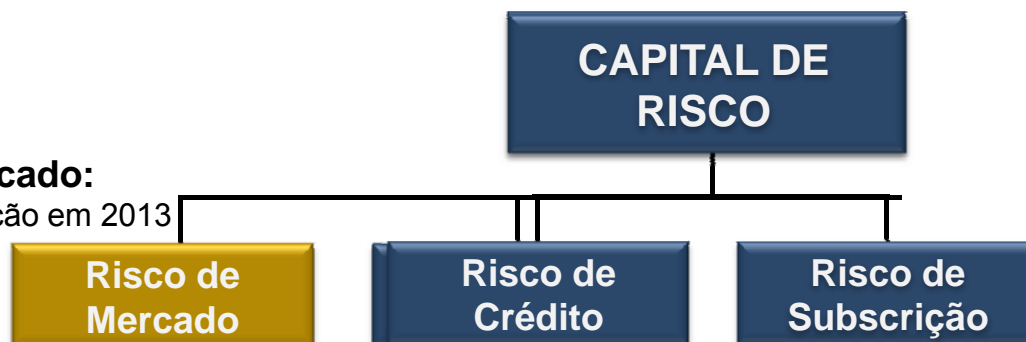 CAPITAL DE
RISCO
cado:
ção em 2013
Risco de
Mercado
Risco de
Crédito
Risco de
Subscrição